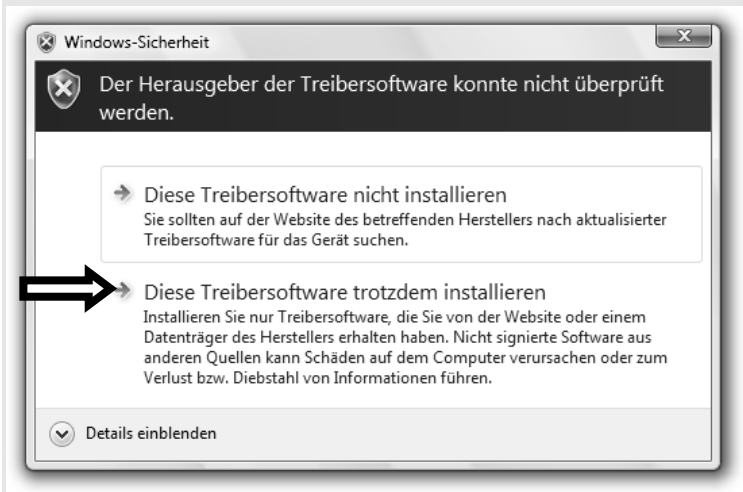 Windows-Sicherheit
Der Herausgeber der Treibersoftware konnte nicht überprüft
werden.
Diese Treibersoftware nicht installieren
Sie sollten auf der Website des betreffenden Herstellers nach aktualisierter
Treibersoftware für das Gerät suchen.
Diese Treibersoftware trotzdem installieren
Installieren Sie nur Treibersoftware, die Sie von der Website oder einem
Datenträger des Herstellers erhalten haben. Nicht signierte Software aus
anderen Quellen kann Schäden auf dem Computer verursachen oder zum
Verlust bzw. Diebstahl von Informationen führen.
Details einblenden